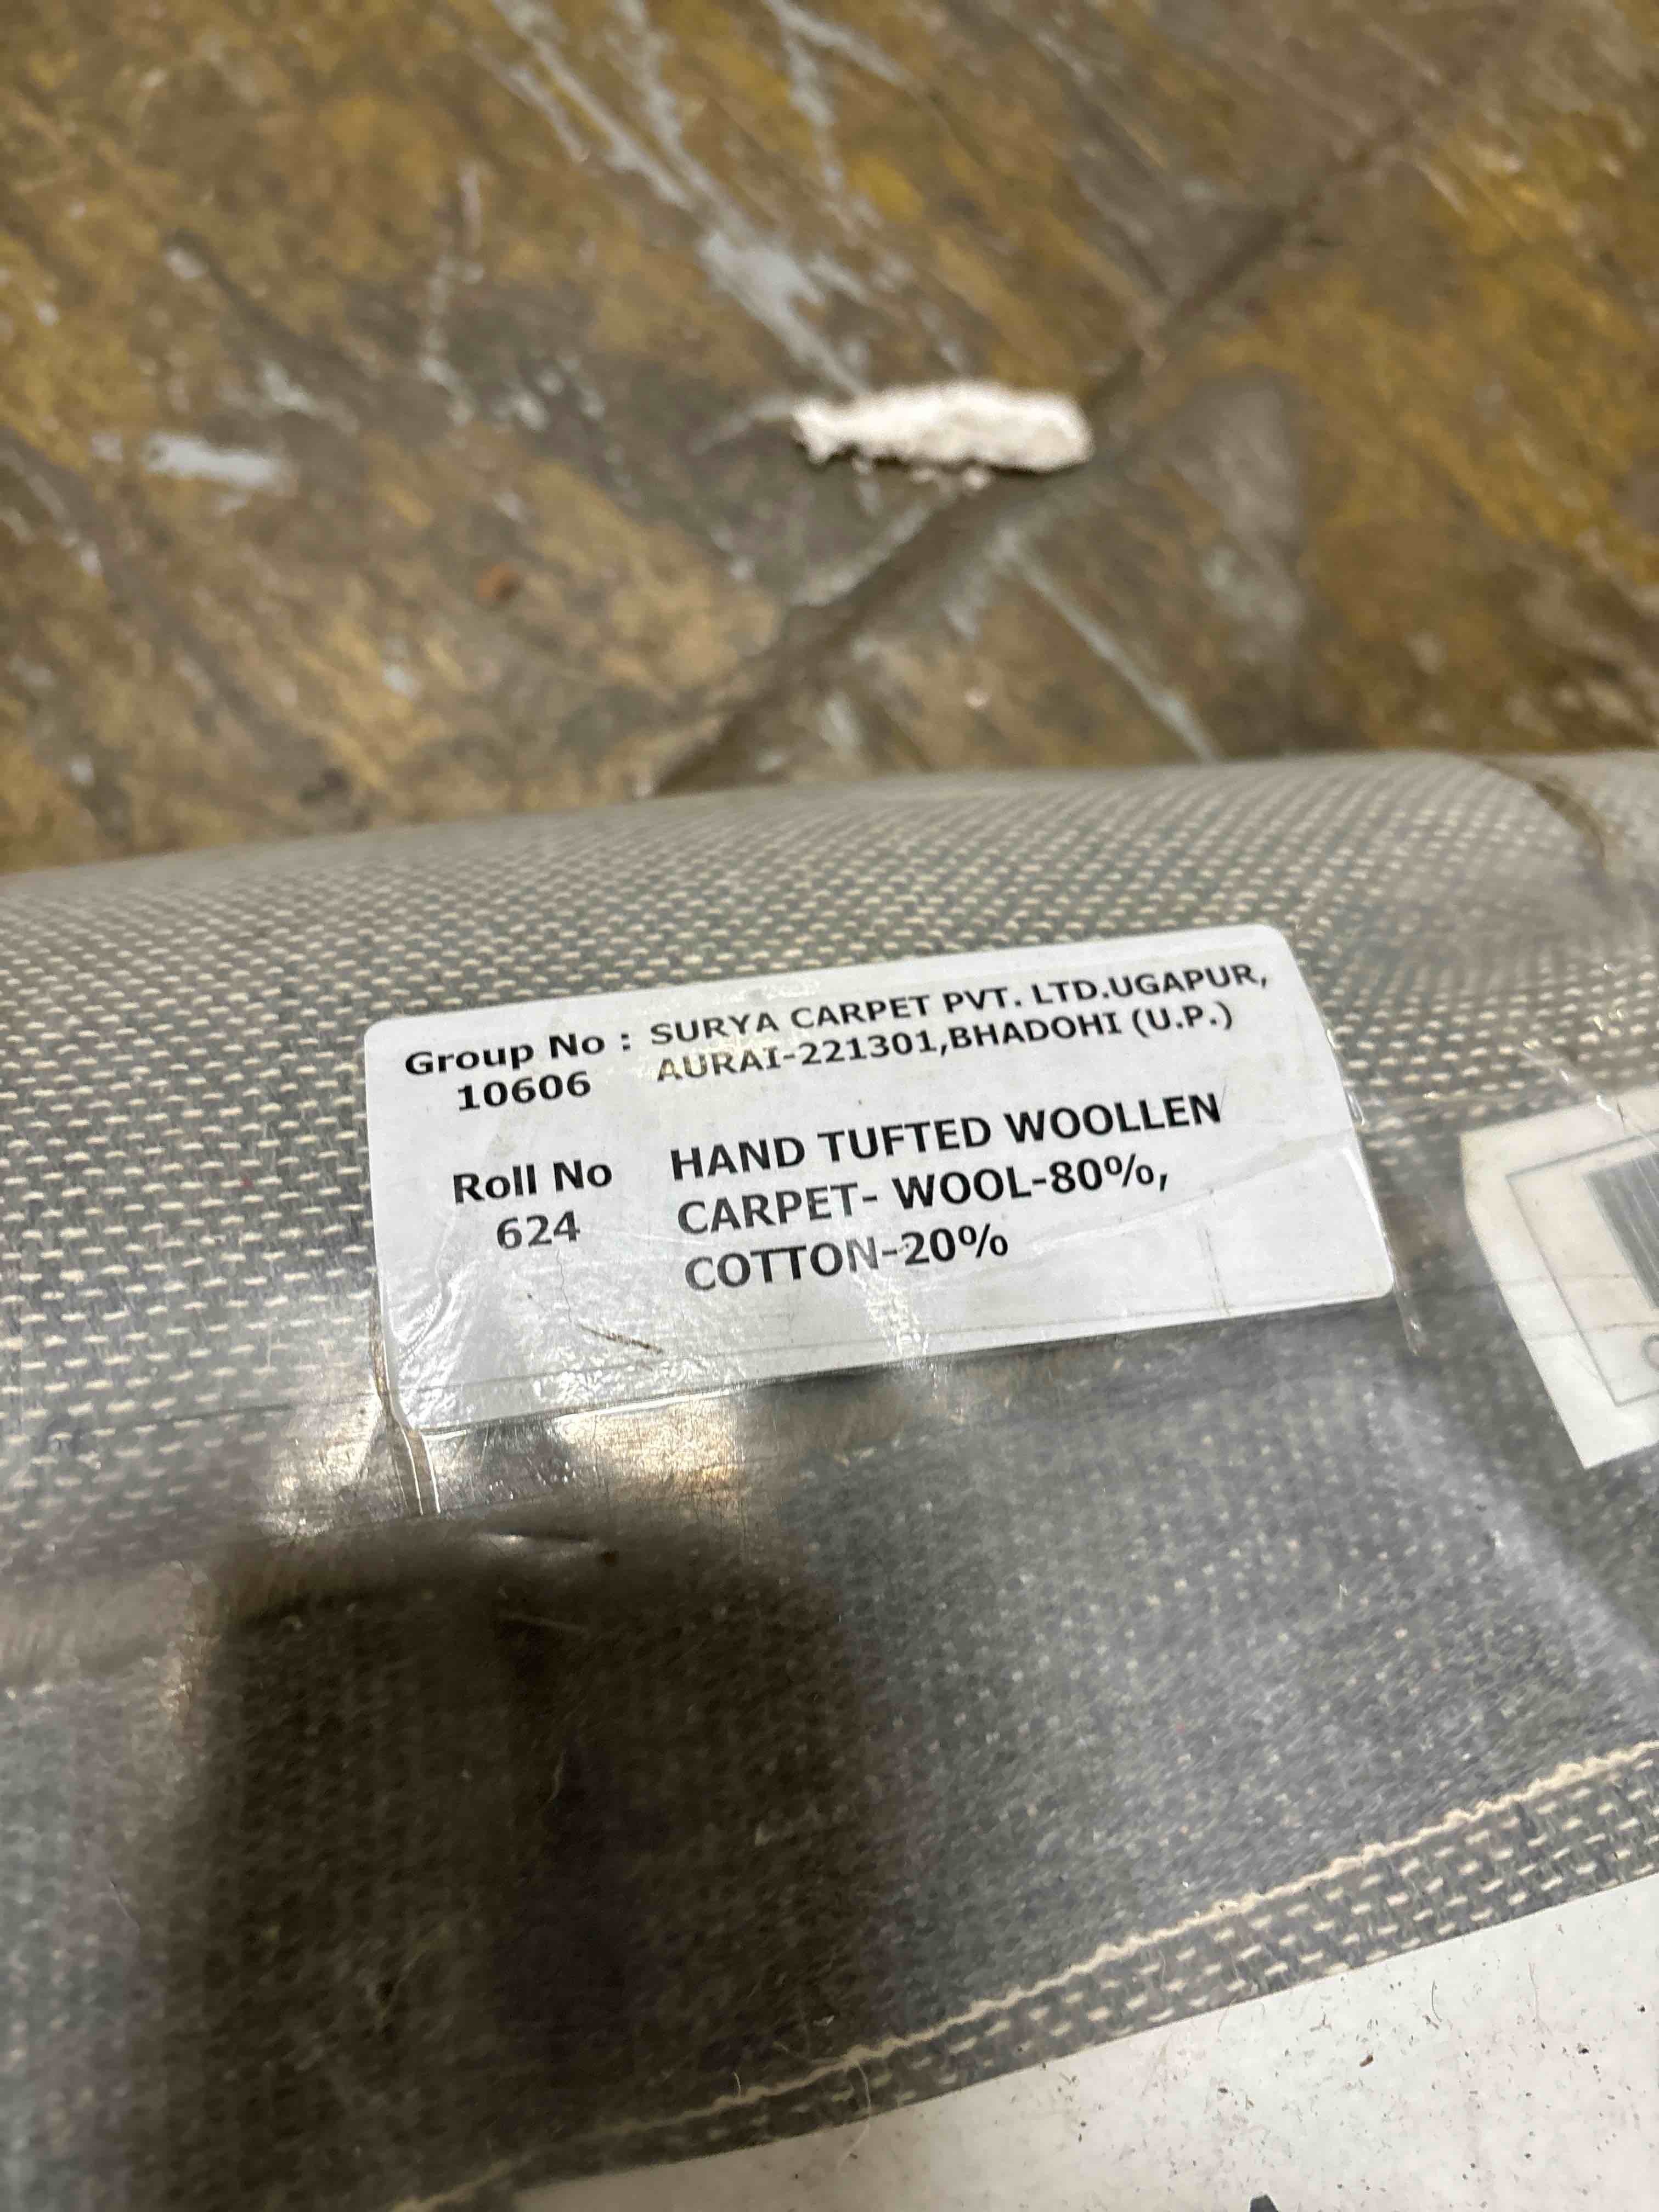 Group No : SURYA CARPET PVT. LTD.UGAPUR,
10606 AURAI-221301,BHADOHI (U.P.)
Roll No HAND TUFTED WOOLLEN
624 CARPET- WOOL-80%,
COTTON-20%